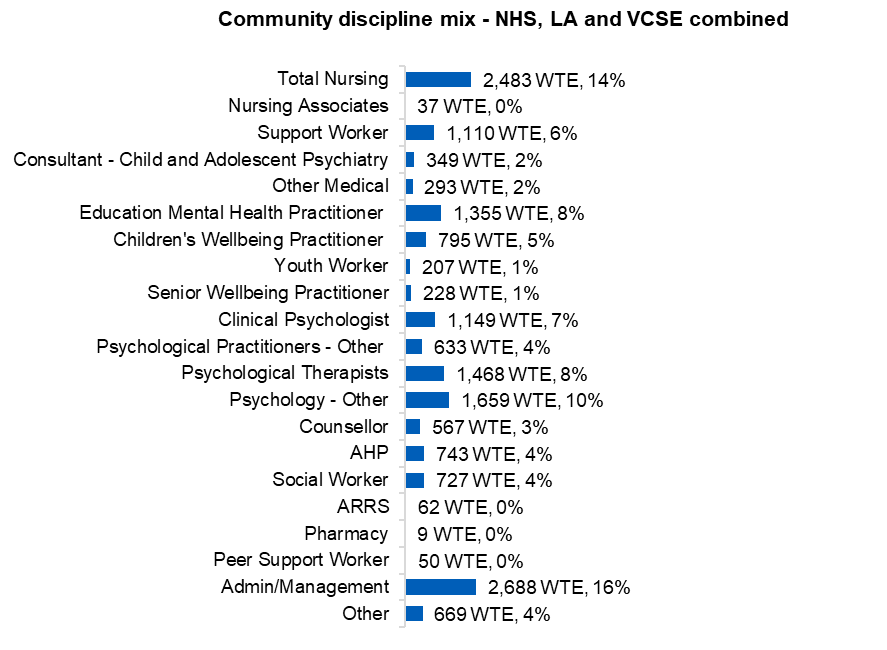 Community discipline mix - NHS, LA and VCSE combined
Total Nursing 2,483 WTE, 14%
Nursing Associates 37 WTE, 0%
Support Worker 1,110 WTE, 6%
Consultant - Child and Adolescent Psychiatry 349 WTE, 2%
Other Medical 293 WTE, 2%
Education Mental Health Practitioner 1,355 WTE, 8%
Children's Wellbeing Practitioner 795 WTE, 5%
Youth Worker 207 WTE, 1%
Senior Wellbeing Practitioner 228 WTE, 1%
Clinical Psychologist 1,149 WTE, 7%
Psychological Practitioners - Other 633 WTE, 4%
Psychological Therapists 1,468 WTE, 8%
Psychology - Other 1,659 WTE, 10%
Counsellor 567 WTE, 3%
AHP 743 WTE, 4%
Social Worker 727 WTE, 4%
ARRS 62 WTE, 0%
Pharmacy 9 WTE, 0%
Peer Support Worker 50 WTE, 0%
Admin/Management 2,688 WTE, 16%
Other 669 WTE, 4%